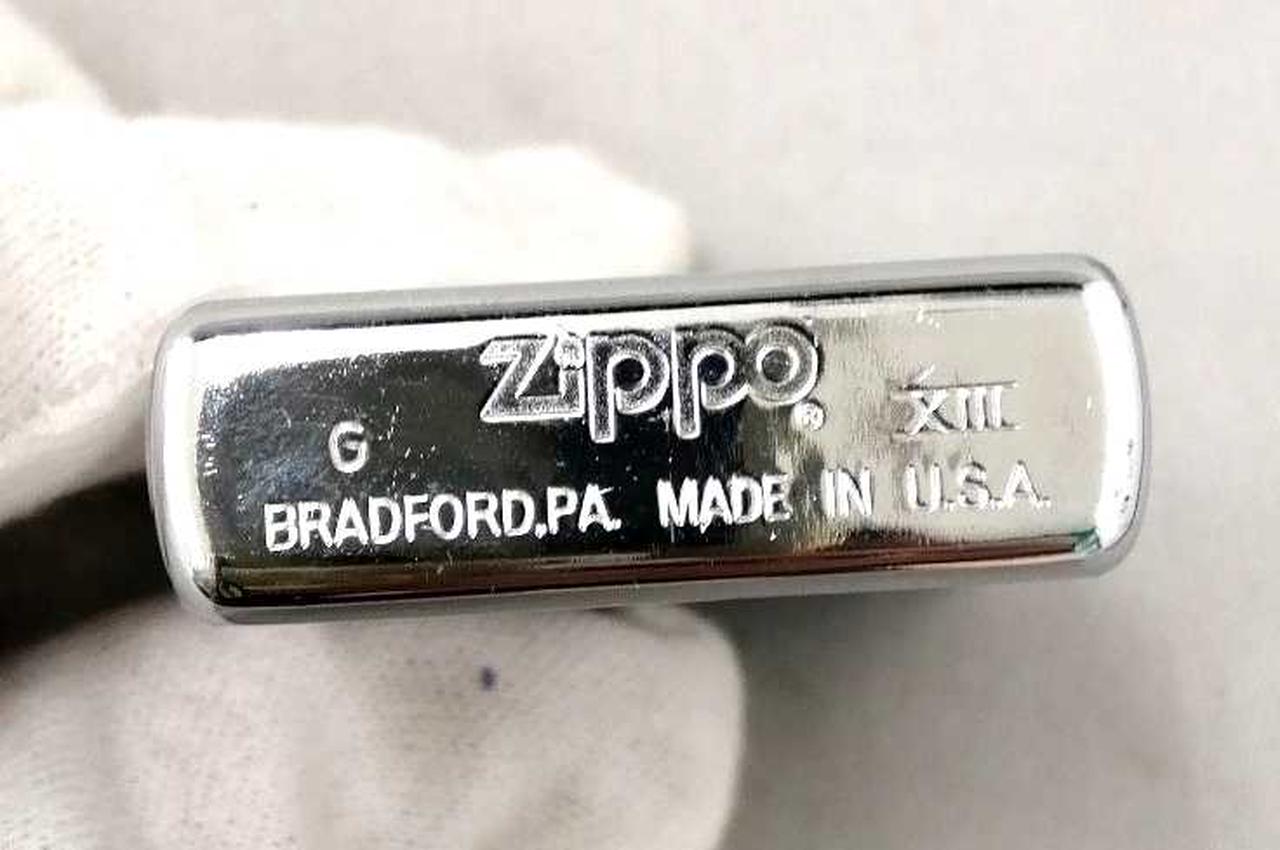 Zippo®
G XIII
BRADFORD,PA. MADE IN U.S.A.